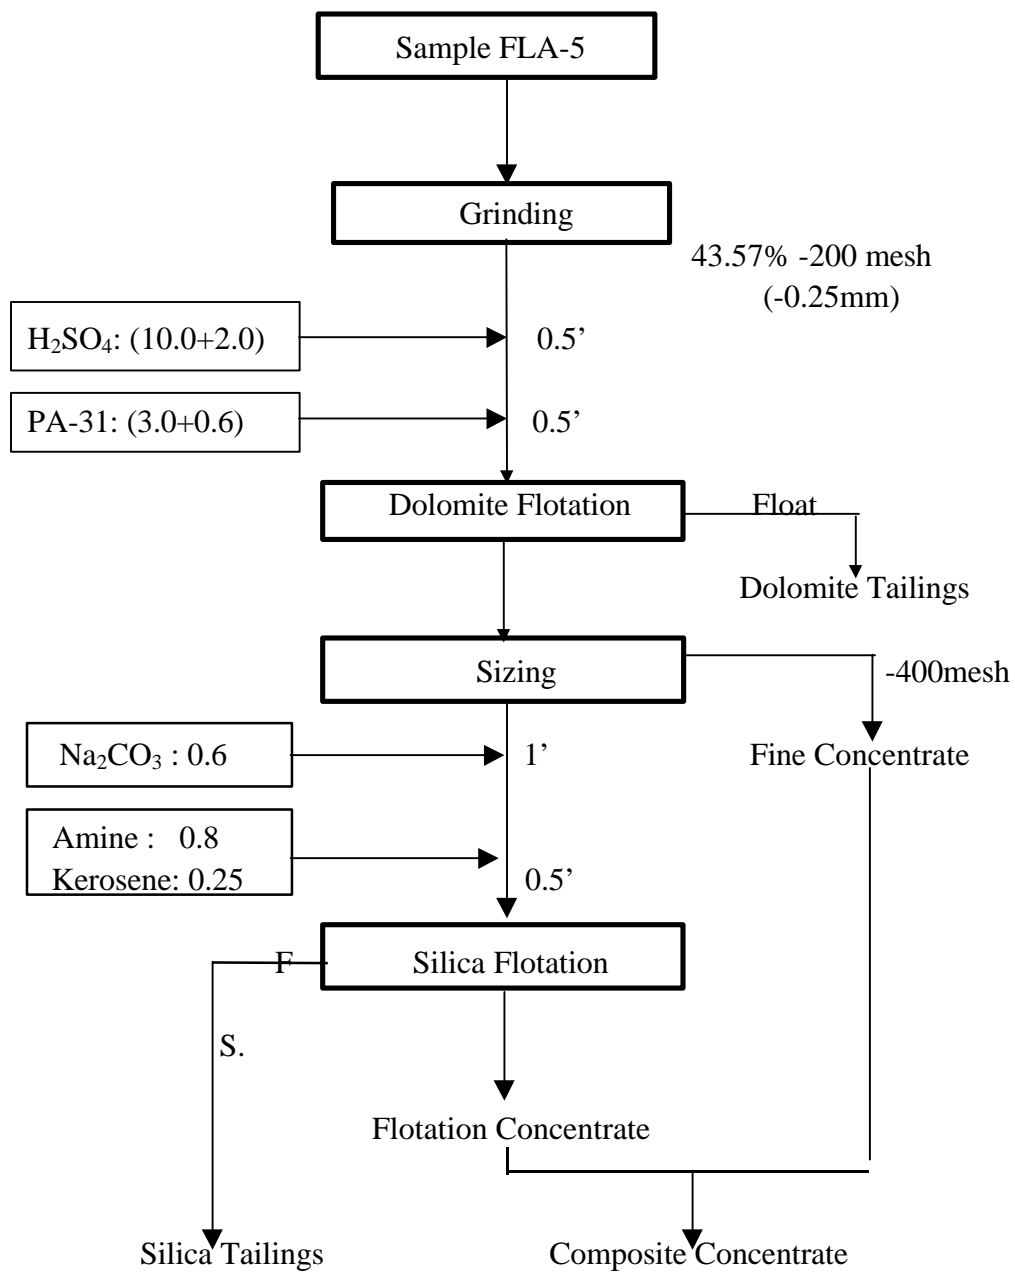 Sample FLA-5
Grinding
43.57% -200 mesh
(-0.25mm)
H₂SO₄: (10.0+2.0)
0.5’
PA-31: (3.0+0.6)
0.5’
Dolomite Flotation
Float
Dolomite Tailings
Sizing
-400mesh
Na₂CO₃ : 0.6
1’
Fine Concentrate
Amine : 0.8
Kerosene: 0.25
0.5’
F
Silica Flotation
S.
Flotation Concentrate
Silica Tailings
Composite Concentrate